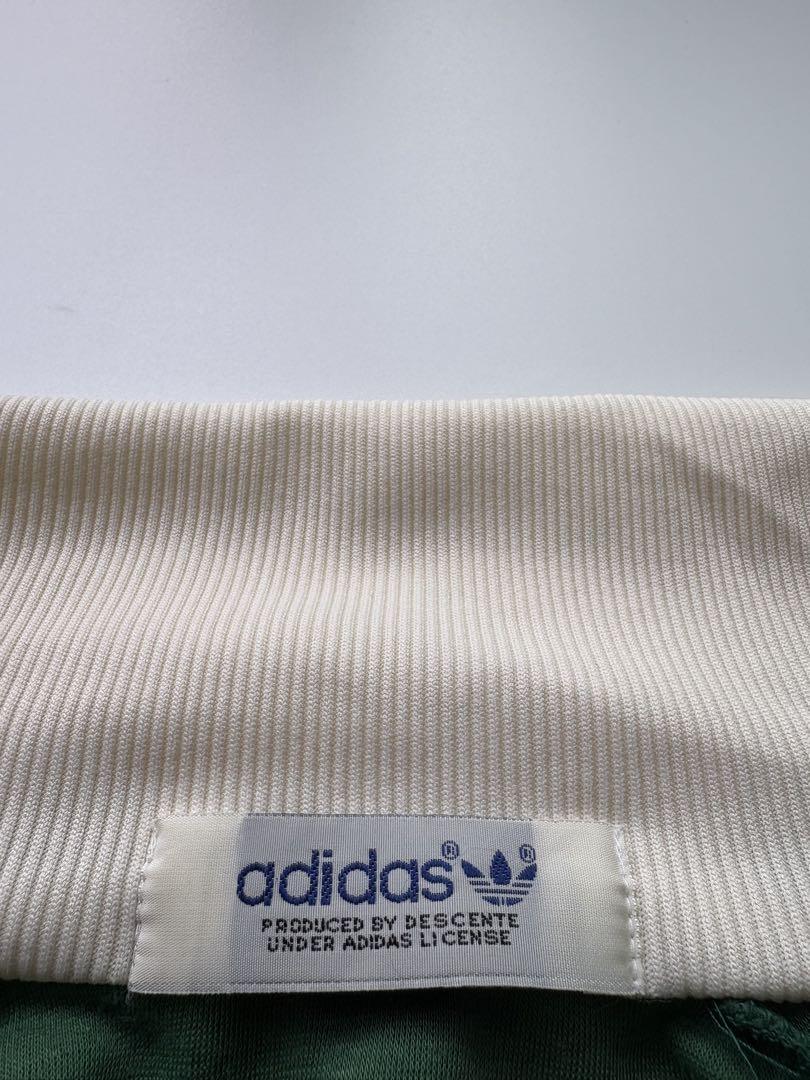 adidas® ®
PRODUCED BY DESCENTE
UNDER ADIDAS LICENSE